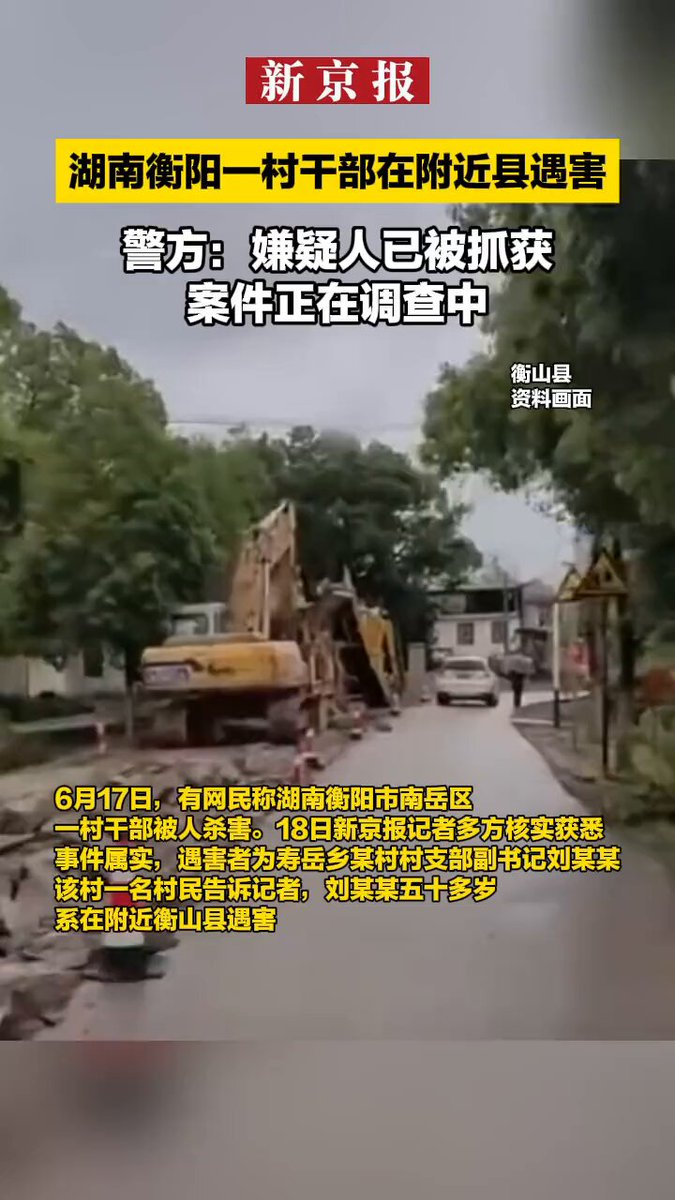 新京报
湖南衡阳一村干部在附近县遇害
警方：嫌疑人已被抓获
案件正在调查中
衡山县
资料画面
6月17日，有网民称湖南衡阳市南岳区
一村干部被人杀害。18日新京报记者多方核实获悉
事件属实，遇害者为寿岳乡某村村支部副书记刘某某
该村一名村民告诉记者，刘某某五十多岁
系在附近衡山县遇害